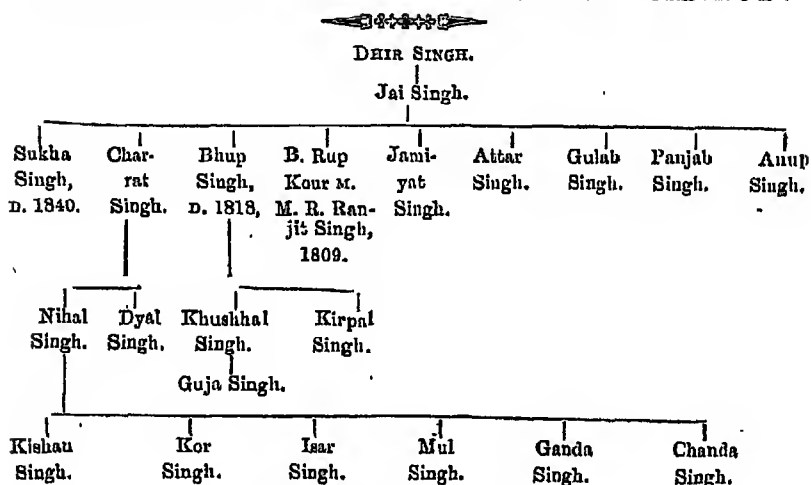 DHIR SINGH.
Jai Singh.
Sukha Char- Bhup B. Rup Jami- Attar Gulab Panjab Anup
Singh, rat Singh, Kour M. yat Singh. Singh. Singh. Singh.
D. 1840. Singh. D. 1818, M. R. Ran- Singh.
jit Singh,
1809.
Nihal Dyal Khushhal Kirpal
Singh. Singh. Singh. Singh.
Guja Singh.
Kishan Kor Isar Mul Ganda Chanda
Singh. Singh. Singh. Singh. Singh. Singh.